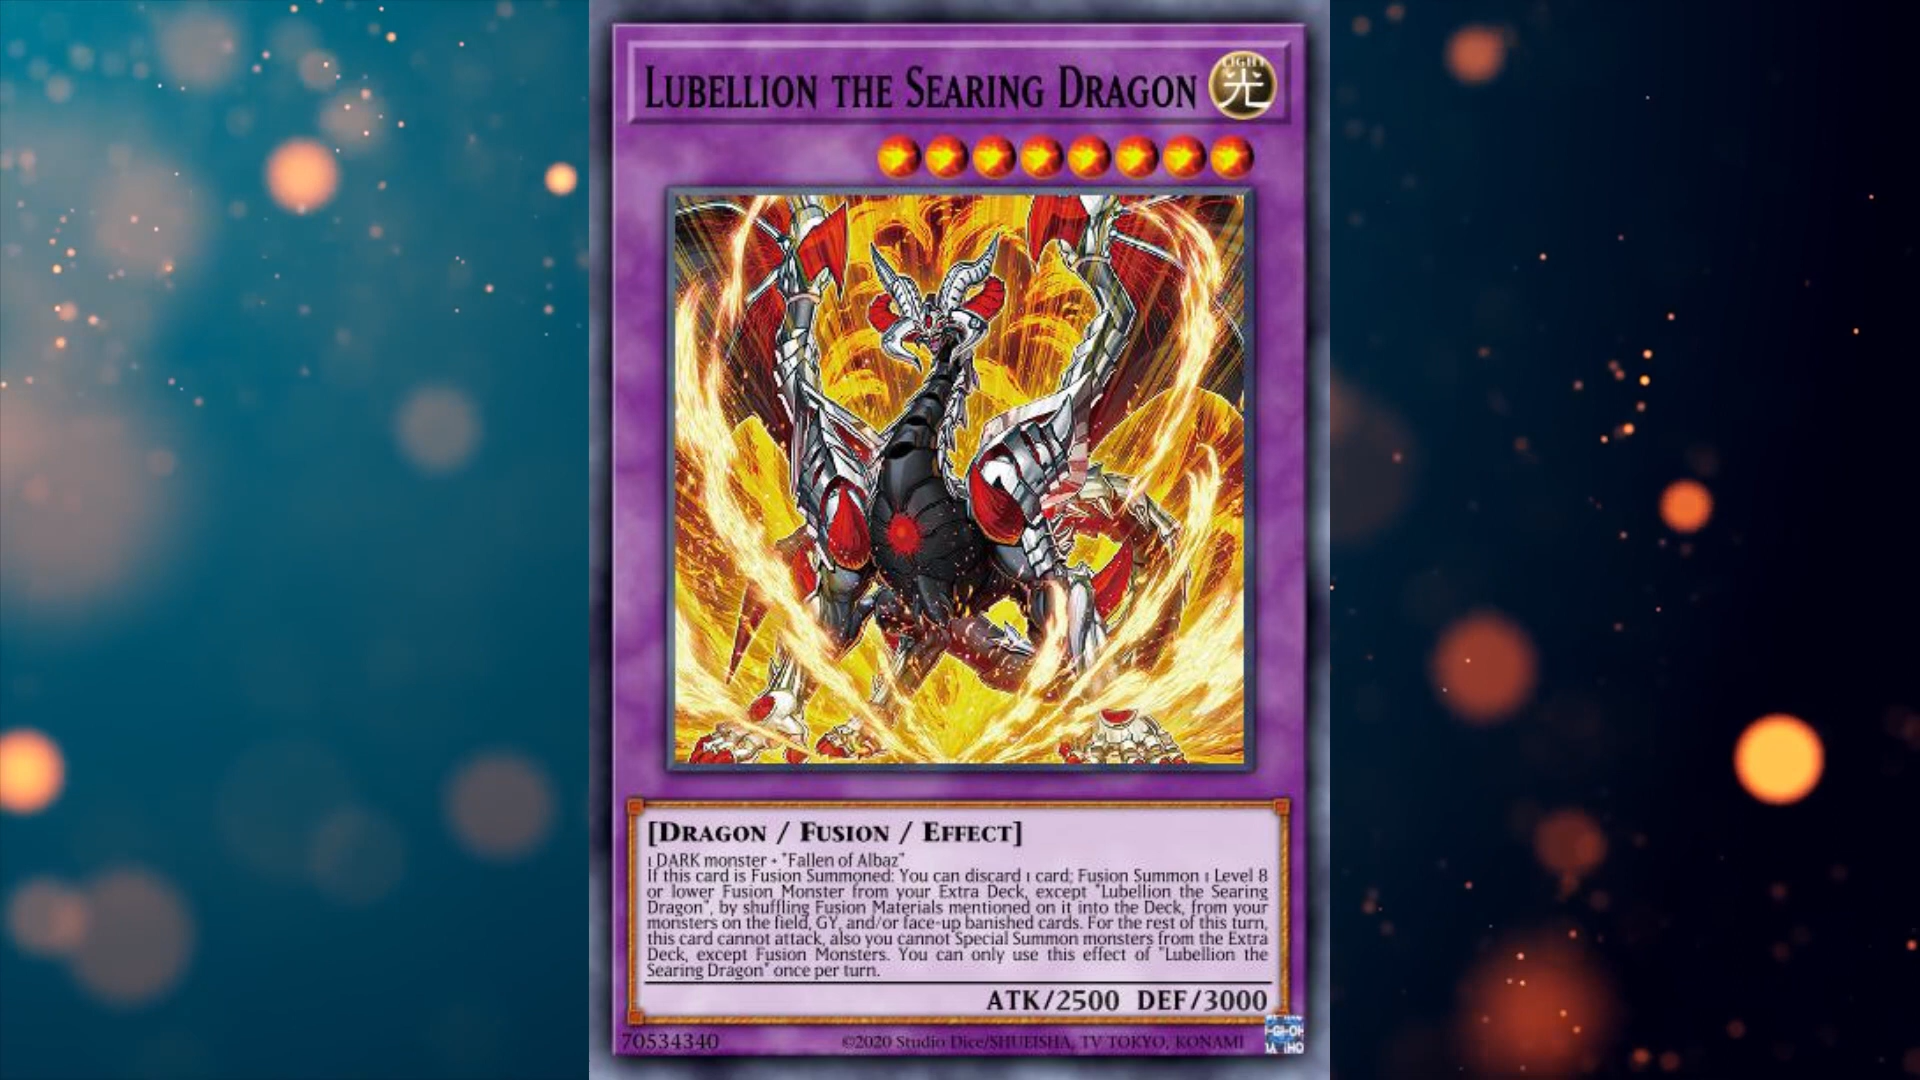 LUBELLION THE SEARING DRAGON
LIGHT
光
[DRAGON / FUSION / EFFECT]
1 DARK monster + "Fallen of Albaz"
If this card is Fusion Summoned: You can discard 1 card; Fusion Summon 1 Level 8
or lower Fusion Monster from your Extra Deck, except "Lubellion the Searing
Dragon", by shuffling Fusion Materials mentioned on it into the Deck, from your
monsters on the field, GY, and/or face-up banished cards. For the rest of this turn,
this card cannot attack, also you cannot Special Summon monsters from the Extra
Deck, except Fusion Monsters. You can only use this effect of "Lubellion the
Searing Dragon" once per turn.
ATK/2500 DEF/3000
70534340
©2020 Studio Dice/SHUEISHA, TV TOKYO, KONAMI